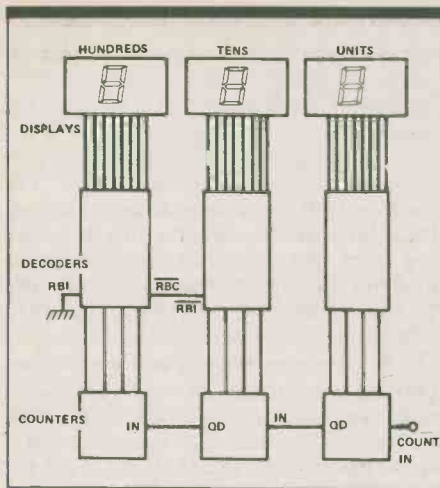 HUNDREDS TENS UNITS
DISPLAYS
DECODERS
RBI RBC
RBI
COUNTERS IN QD IN QD COUNT
IN